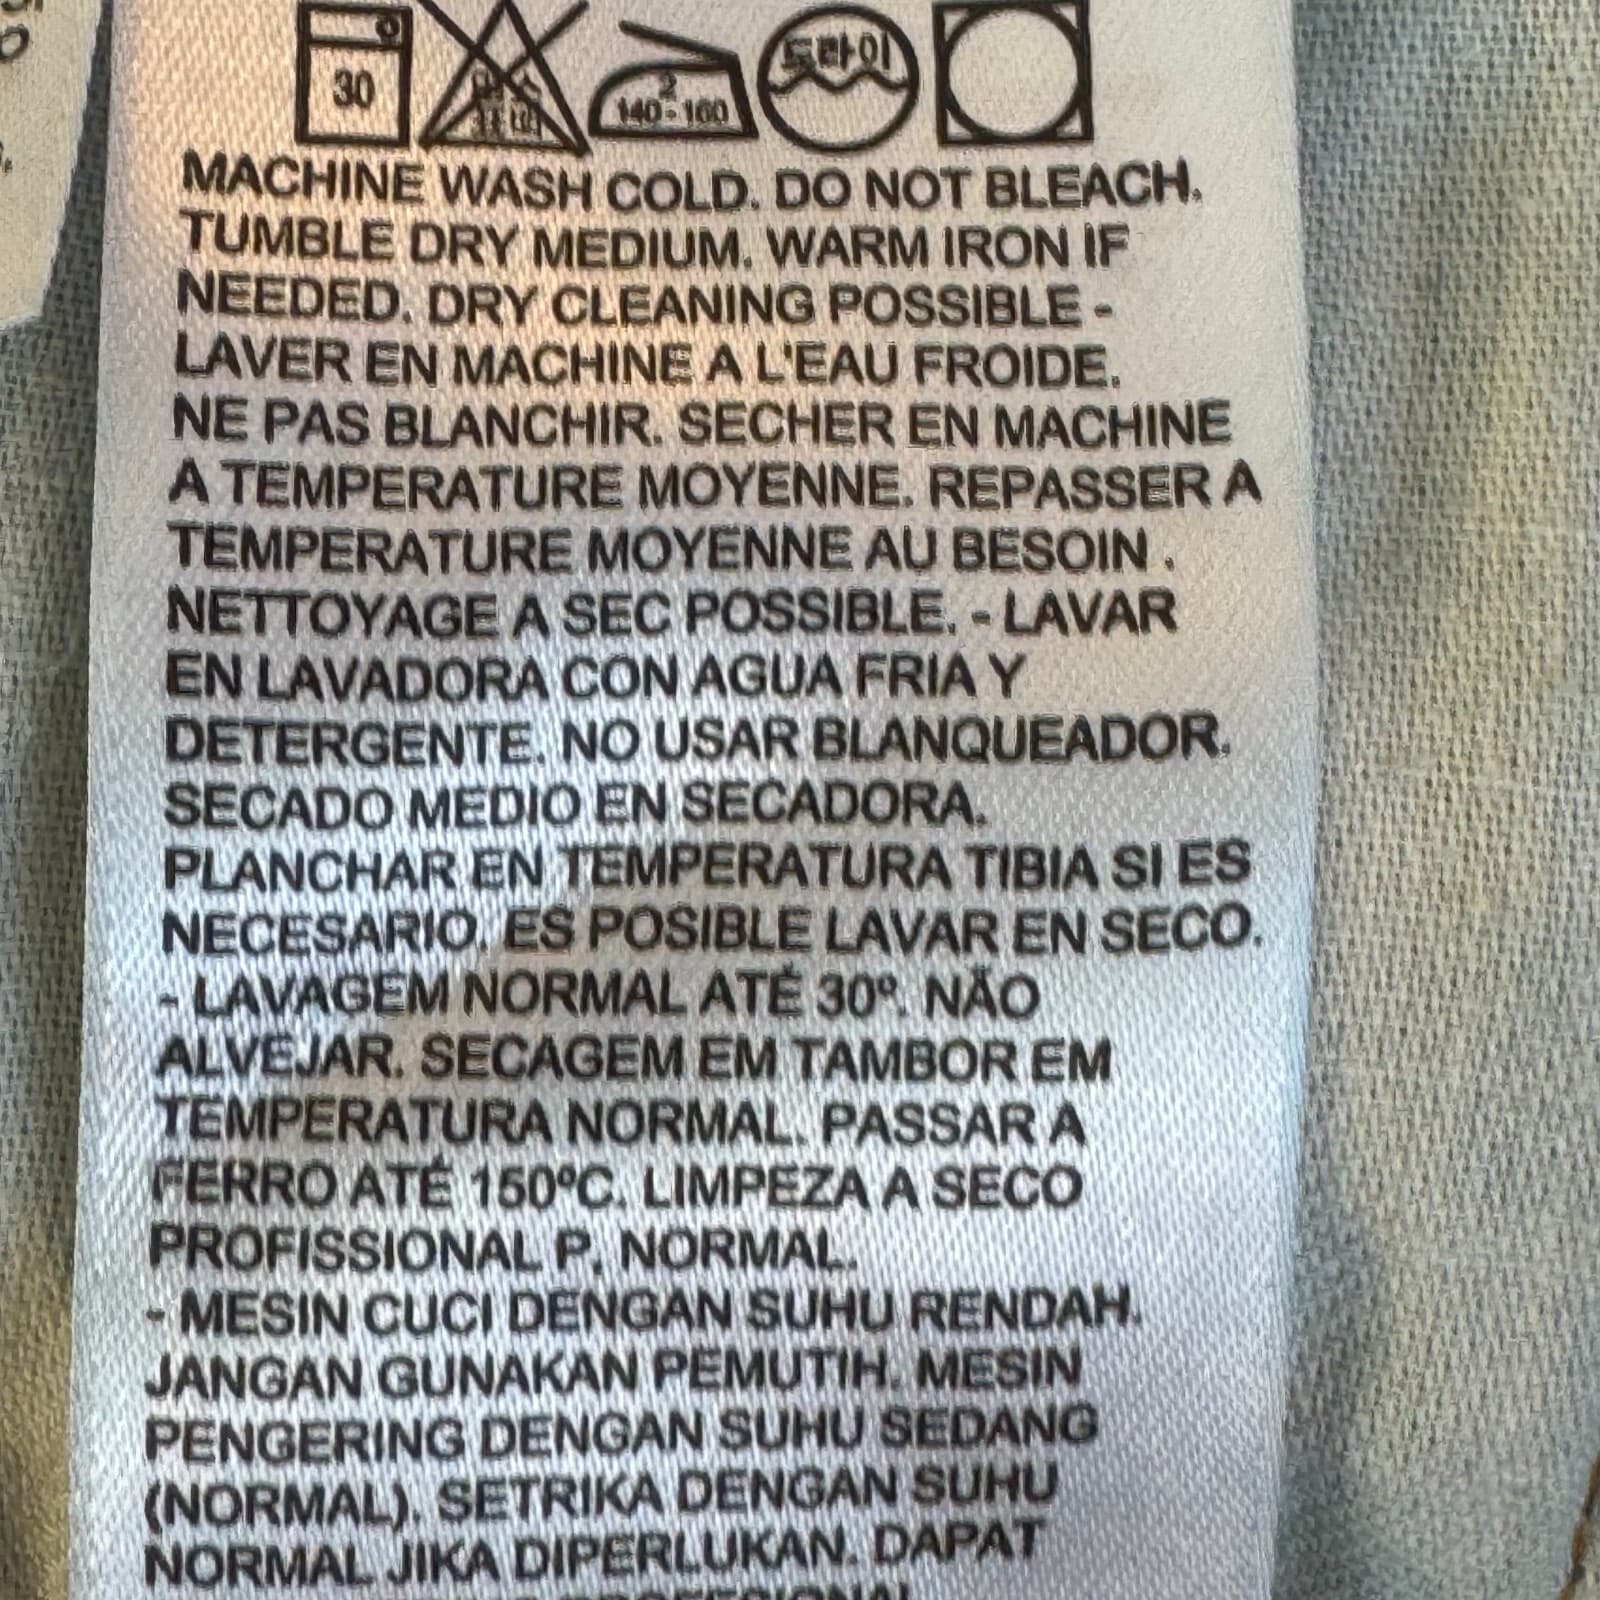 30
2
140-160
드라이
MACHINE WASH COLD. DO NOT BLEACH.
TUMBLE DRY MEDIUM. WARM IRON IF
NEEDED. DRY CLEANING POSSIBLE -
LAVER EN MACHINE A L'EAU FROIDE.
NE PAS BLANCHIR. SECHER EN MACHINE
A TEMPERATURE MOYENNE. REPASSER A
TEMPERATURE MOYENNE AU BESOIN .
NETTOYAGE A SEC POSSIBLE. - LAVAR
EN LAVADORA CON AGUA FRIA Y
DETERGENTE. NO USAR BLANQUEADOR.
SECADO MEDIO EN SECADORA.
PLANCHAR EN TEMPERATURA TIBIA SI ES
NECESARIO. ES POSIBLE LAVAR EN SECO.
- LAVAGEM NORMAL ATÉ 30º. NÃO
ALVEJAR. SECAGEM EM TAMBOR EM
TEMPERATURA NORMAL. PASSAR A
FERRO ATÉ 150ºC. LIMPEZA A SECO
PROFISSIONAL P. NORMAL.
- MESIN CUCI DENGAN SUHU RENDAH.
JANGAN GUNAKAN PEMUTIH. MESIN
PENGERING DENGAN SUHU SEDANG
(NORMAL). SETRIKA DENGAN SUHU
NORMAL JIKA DIPERLUKAN. DAPAT